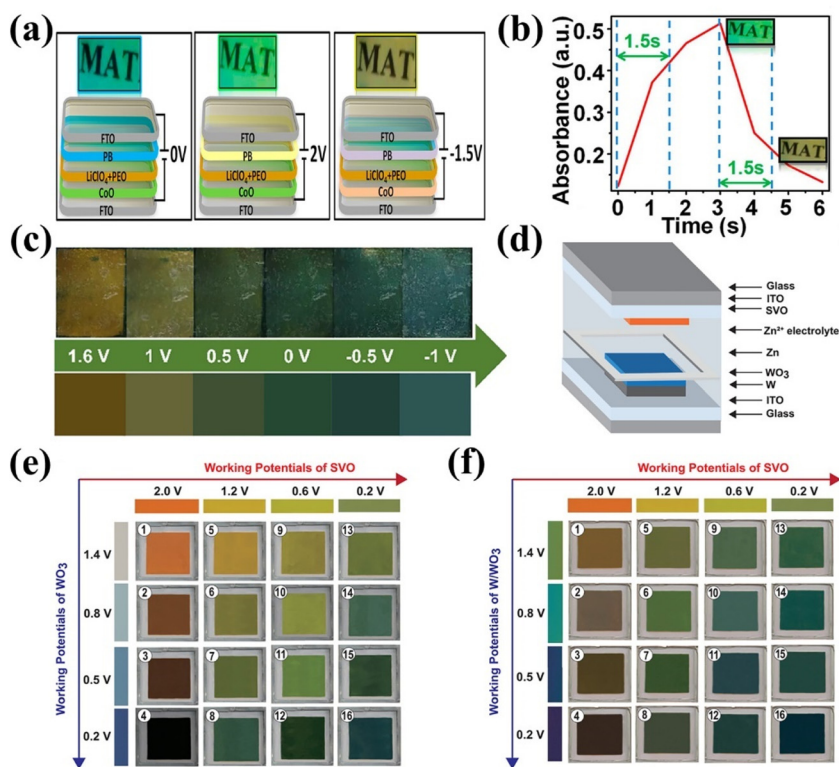 (a)
MAT
FTO
PB
LiClO₄+PEO
CoO
FTO
0V
MAT
FTO
PB
LiClO₄+PEO
CoO
FTO
2V
MAT
FTO
PB
LiClO₄+PEO
CoO
FTO
-1.5V
(b)
Absorbance (a.u.)
0.5
0.4
0.3
0.2
1.5s
MAT
MAT
1.5s
0 1 2 3 4 5 6
Time (s)
(c)
1.6 V 1 V 0.5 V 0 V -0.5 V -1 V
(d)
Glass
ITO
SVO
Zn²⁺ electrolyte
Zn
WO₃
W
ITO
Glass
(e)
Working Potentials of SVO
2.0 V 1.2 V 0.6 V 0.2 V
Working Potentials of WO₃
1.4 V 1 5 9 13
0.8 V 2 6 10 14
0.5 V 3 7 11 15
0.2 V 4 8 12 16
(f)
Working Potentials of SVO
2.0 V 1.2 V 0.6 V 0.2 V
Working Potentials of W/WO₃
1.4 V 1 5 9 13
0.8 V 2 6 10 14
0.5 V 3 7 11 15
0.2 V 4 8 12 16